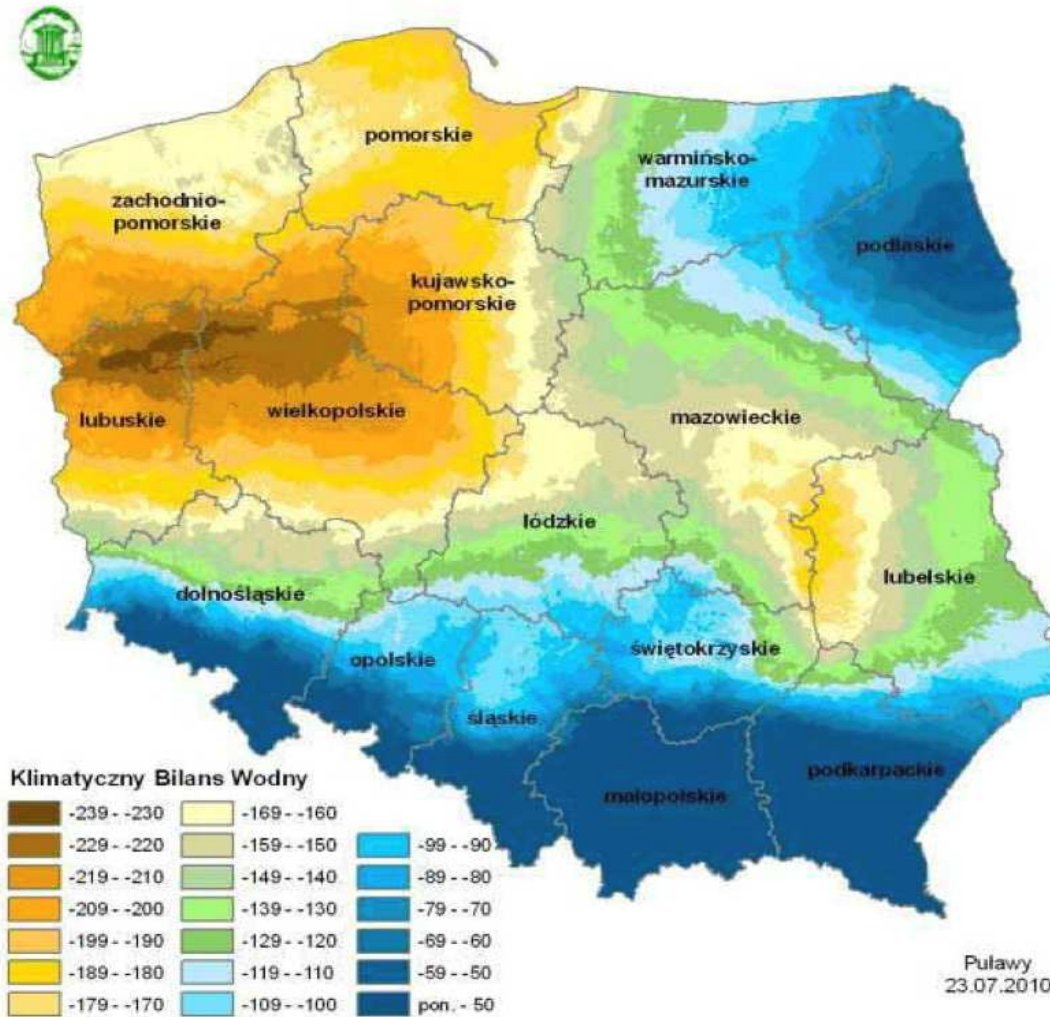 pomorskie
warmińsko-
mazurskie
zachodnio-
pomorskie
podlaskie
kujawsko-
pomorskie
lubuskie
wielkopolskie
mazowieckie
łódzkie
lubelskie
dolnośląskie
opolskie
świętokrzyskie
śląskie
małopolskie
podkarpackie
Klimatyczny Bilans Wodny
-239 - -230
-229 - -220
-219 - -210
-209 - -200
-199 - -190
-189 - -180
-179 - -170
-169 - -160
-159 - -150
-149 - -140
-139 - -130
-129 - -120
-119 - -110
-109 - -100
-99 - -90
-89 - -80
-79 - -70
-69 - -60
-59 - -50
pon. - 50
Puławy
23.07.2010